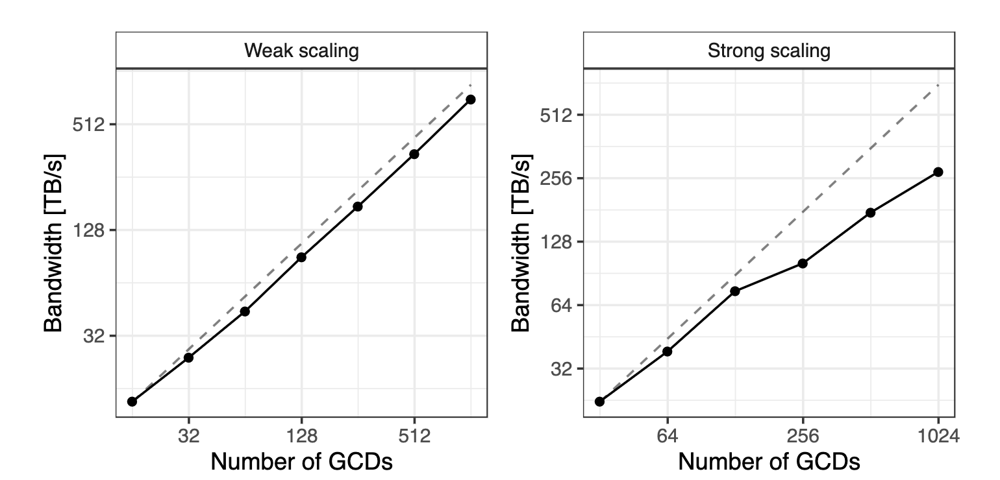 Weak scaling
512
128
32
Bandwidth [TB/s]
32 128 512
Number of GCDs
Strong scaling
512
256
128
64
32
Bandwidth [TB/s]
64 256 1024
Number of GCDs